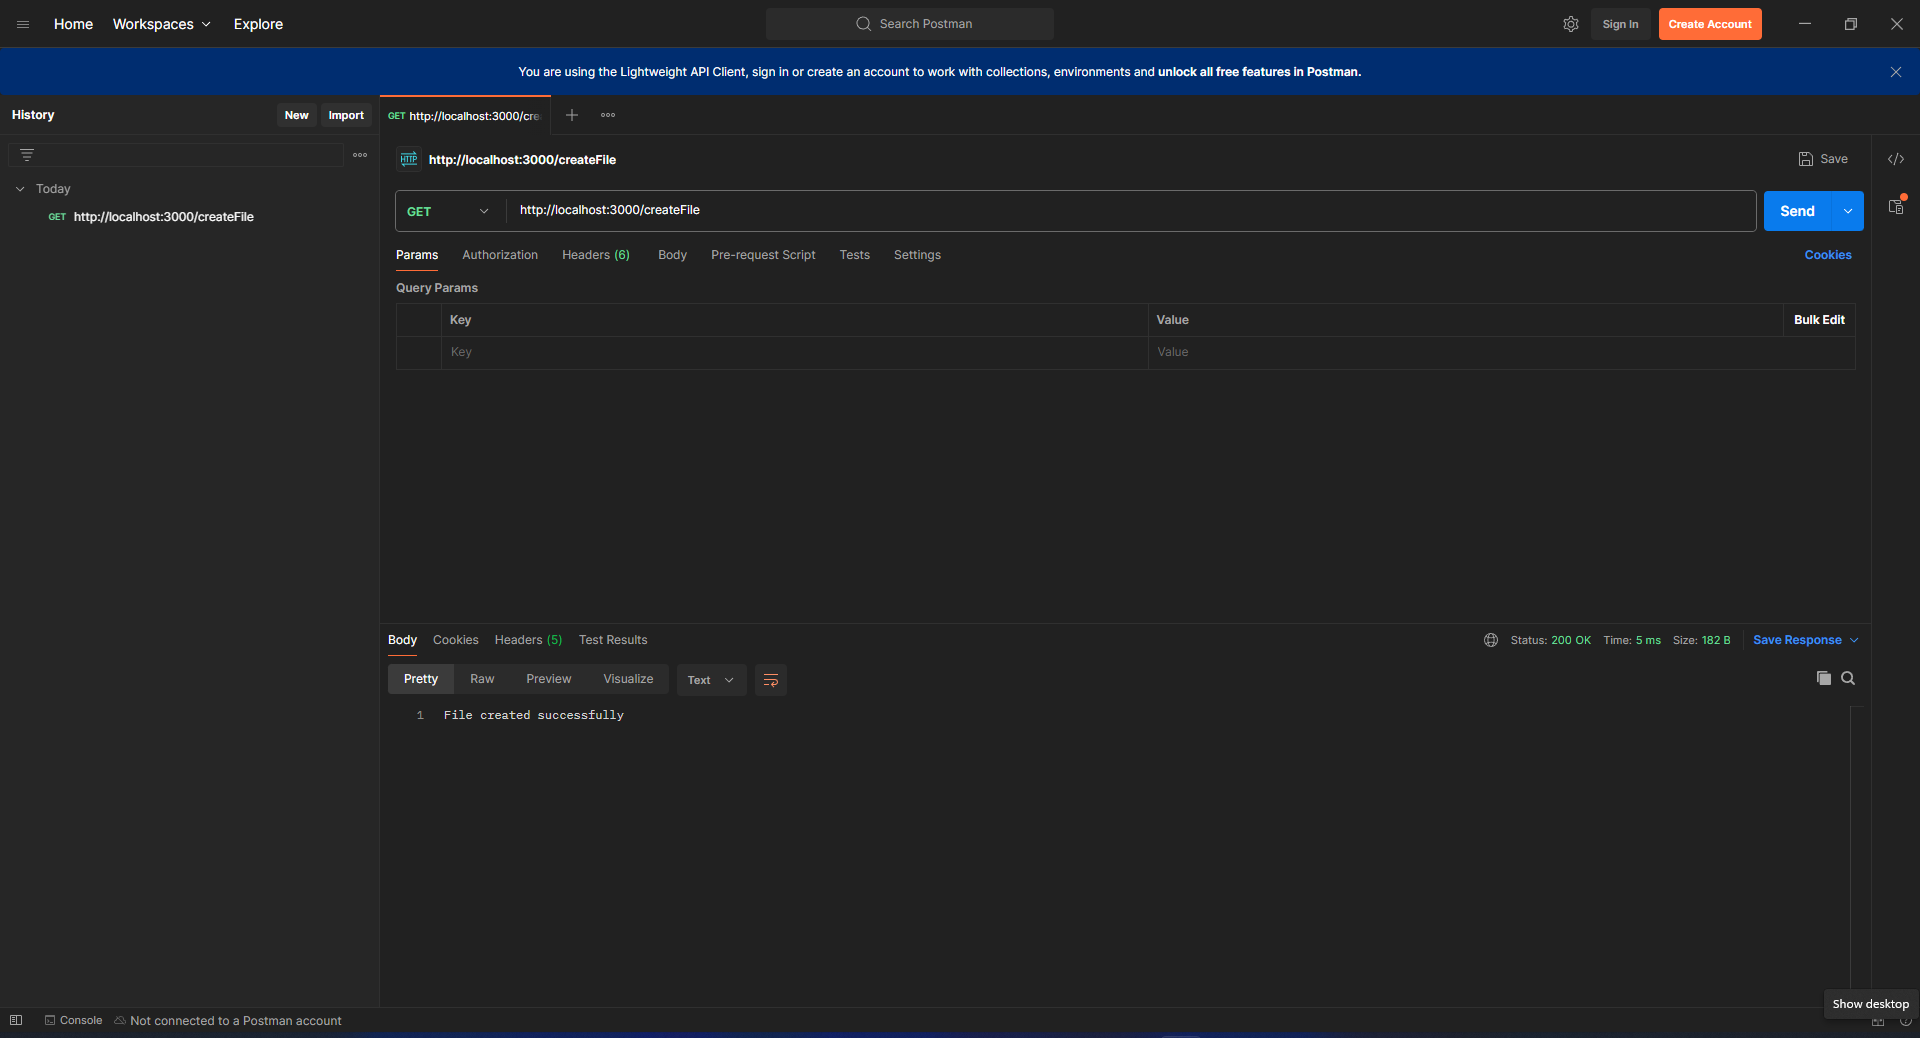 Home Workspaces Explore Search Postman Sign In Create Account
You are using the Lightweight API Client, sign in or create an account to work with collections, environments and unlock all free features in Postman.
History New Import
GET http://localhost:3000/cre
HTTP http://localhost:3000/createFile Save
Today
GET http://localhost:3000/createFile
GET http://localhost:3000/createFile Send
Params Authorization Headers (6) Body Pre-request Script Tests Settings Cookies
Query Params
Key Value Bulk Edit
Key Value
Body Cookies Headers (5) Test Results Status: 200 OK Time: 5 ms Size: 182 B Save Response
Pretty Raw Preview Visualize Text
1 File created successfully
Show desktop
Console Not connected to a Postman account